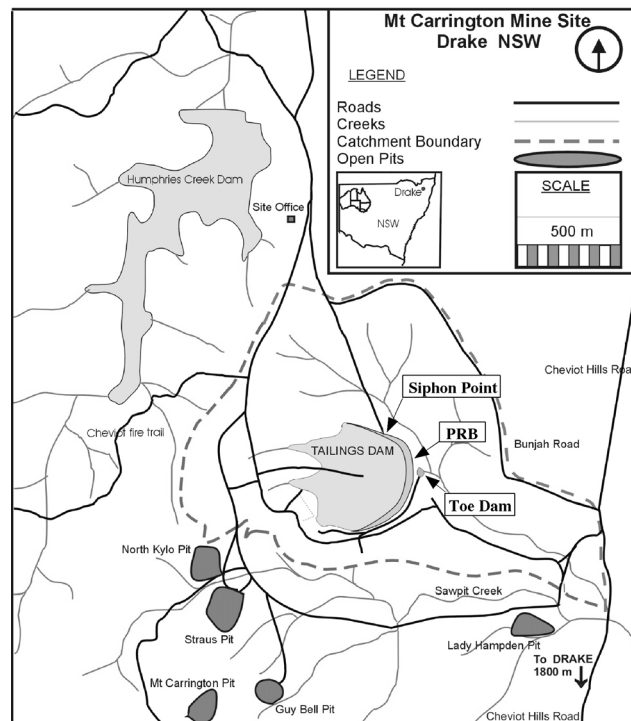 Mt Carrington Mine Site
Drake NSW
LEGEND
Roads
Creeks
Catchment Boundary
Open Pits
Drake
NSW
SCALE
500 m
Humphries Creek Dam
Site Office
Cheviot Hills Roa
Siphon Point
Cheviot fire trail
PRB
Bunjah Road
TAILINGS DAM
Toe Dam
North Kylo Pit
Sawpit Creek
Straus Pit
Lady Hampden Pit
To DRAKE
1800 m
Mt Carrington Pit
Guy Bell Pit
Cheviot Hills Road